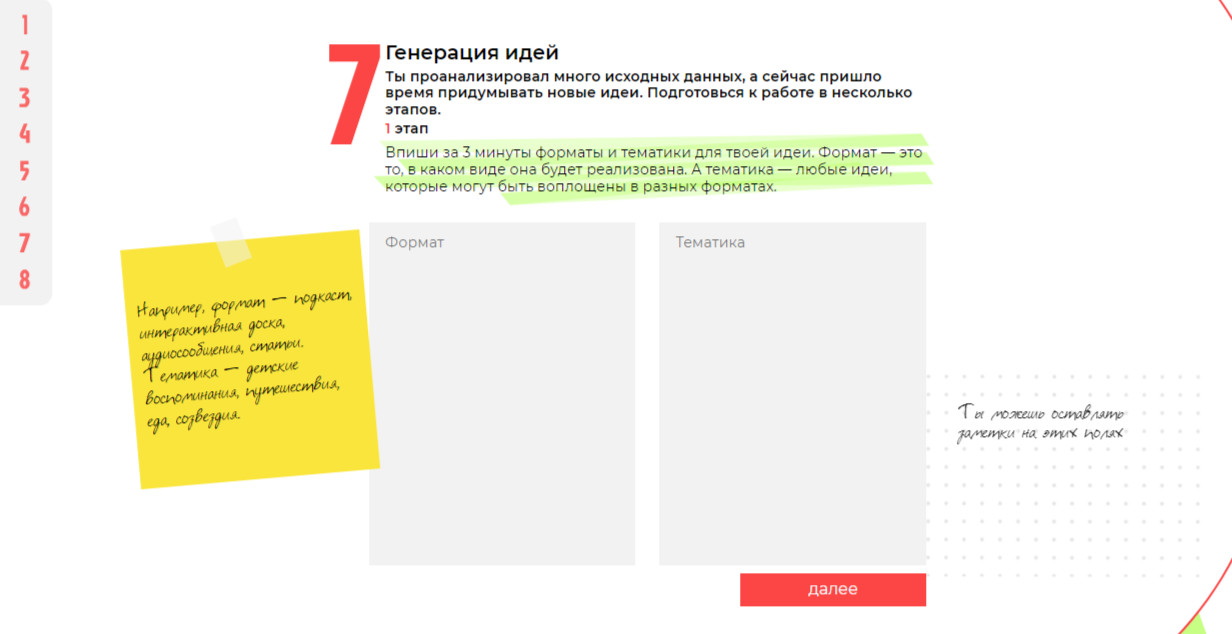 1
2
3
4
5
6
7
8
7
Генерация идей
Ты проанализировал много исходных данных, а сейчас пришло
время придумывать новые идеи. Подготовься к работе в несколько
этапов.
1 этап
Впиши за 3 минуты форматы и тематики для твоей идеи. Формат — это
то, в каком виде она будет реализована. А тематика — любые идеи,
которые могут быть воплощены в разных форматах.
Например, формат — подкаст,
интерактивная доска,
аудиосообщения, статьи.
Тематика — детские
воспоминания, путешествия,
еда, созвездия.
Формат
Тематика
Ты можешь оставлять
заметки на этих полях
далее